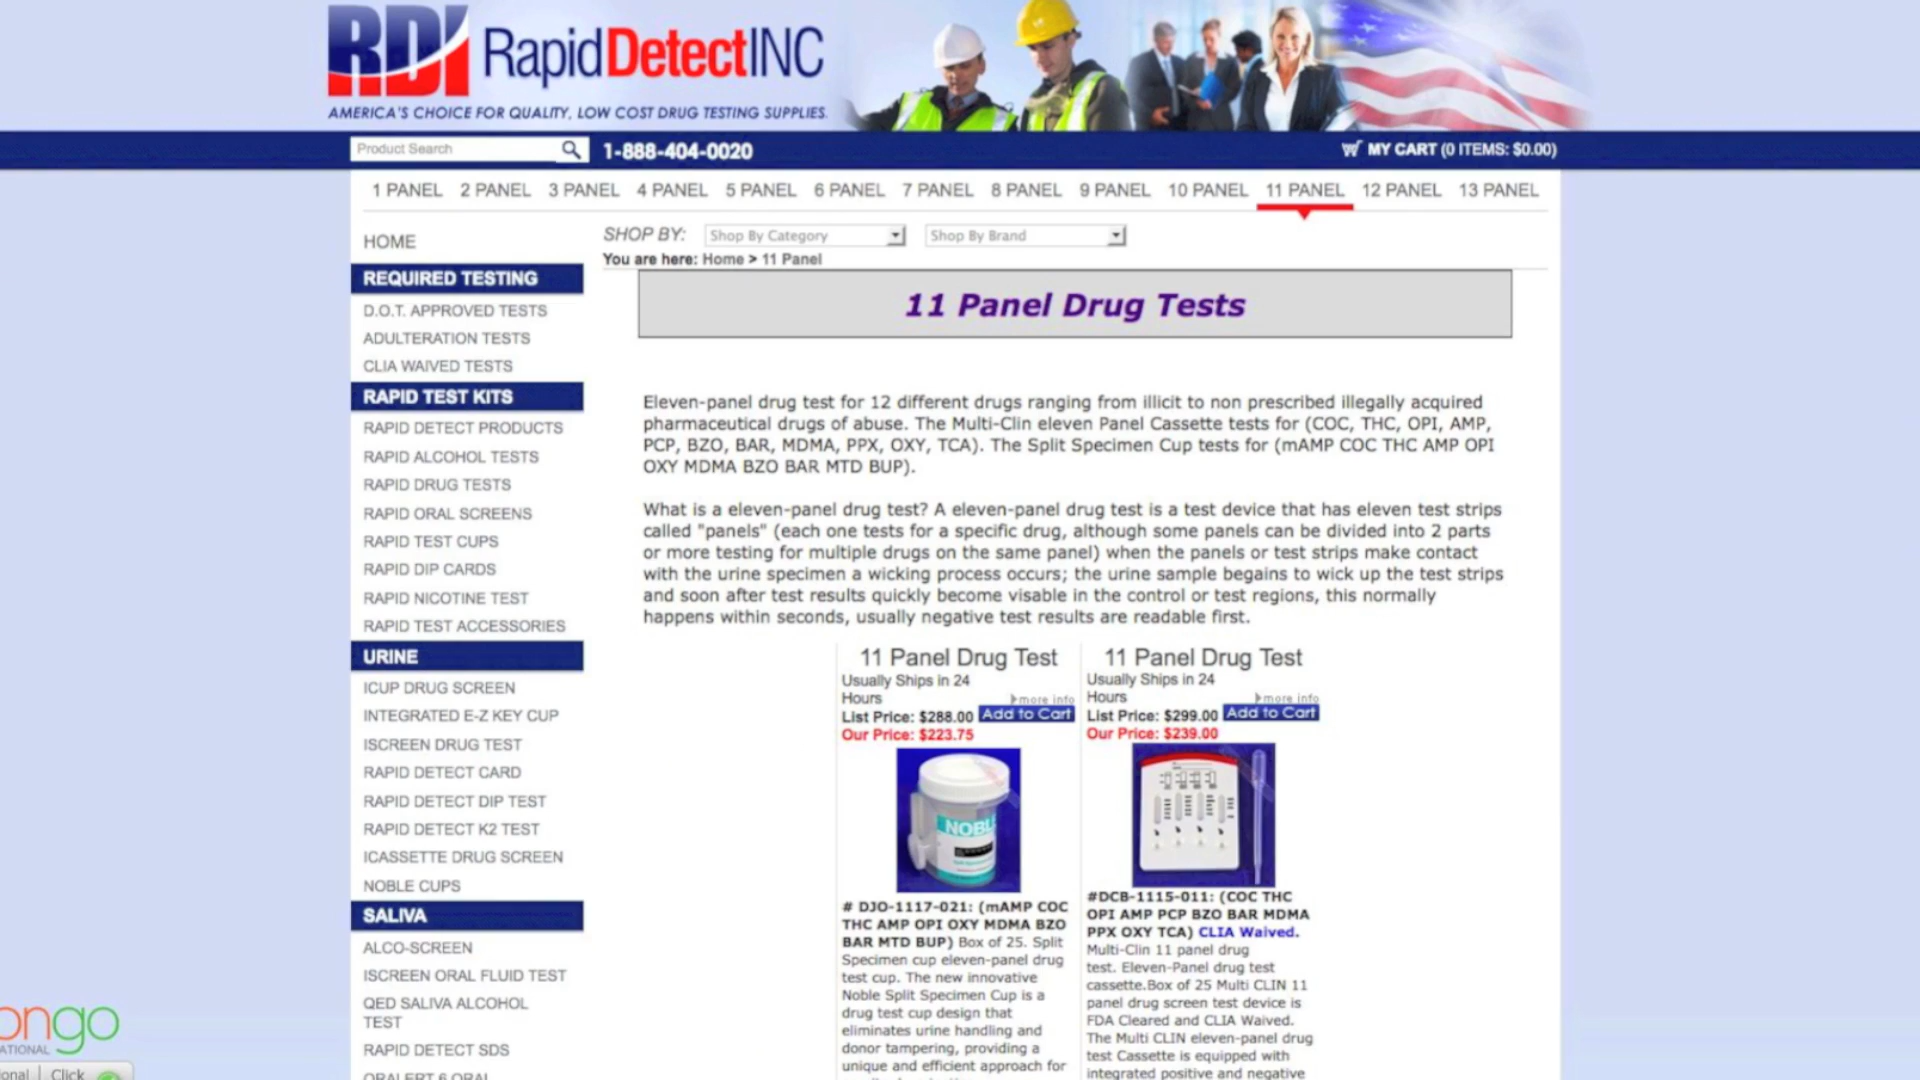 RDI RapidDetectINC
AMERICA'S CHOICE FOR QUALITY, LOW COST DRUG TESTING SUPPLIES.
Product Search
1-888-404-0020
MY CART (0 ITEMS: $0.00)
1 PANEL 2 PANEL 3 PANEL 4 PANEL 5 PANEL 6 PANEL 7 PANEL 8 PANEL 9 PANEL 10 PANEL 11 PANEL 12 PANEL 13 PANEL
HOME
REQUIRED TESTING
D.O.T. APPROVED TESTS
ADULTERATION TESTS
CLIA WAIVED TESTS
RAPID TEST KITS
RAPID DETECT PRODUCTS
RAPID ALCOHOL TESTS
RAPID DRUG TESTS
RAPID ORAL SCREENS
RAPID TEST CUPS
RAPID DIP CARDS
RAPID NICOTINE TEST
RAPID TEST ACCESSORIES
URINE
ICUP DRUG SCREEN
INTEGRATED E-Z KEY CUP
ISCREEN DRUG TEST
RAPID DETECT CARD
RAPID DETECT DIP TEST
RAPID DETECT K2 TEST
ICASSETTE DRUG SCREEN
NOBLE CUPS
SALIVA
ALCO-SCREEN
ISCREEN ORAL FLUID TEST
QED SALIVA ALCOHOL
TEST
RAPID DETECT SDS
ORALERT 6 ORAL
SHOP BY: Shop By Category Shop By Brand
You are here: Home > 11 Panel
11 Panel Drug Tests
Eleven-panel drug test for 12 different drugs ranging from illicit to non prescribed illegally acquired
pharmaceutical drugs of abuse. The Multi-Clin eleven Panel Cassette tests for (COC, THC, OPI, AMP,
PCP, BZO, BAR, MDMA, PPX, OXY, TCA). The Split Specimen Cup tests for (mAMP COC THC AMP OPI
OXY MDMA BZO BAR MTD BUP).
What is a eleven-panel drug test? A eleven-panel drug test is a test device that has eleven test strips
called "panels" (each one tests for a specific drug, although some panels can be divided into 2 parts
or more testing for multiple drugs on the same panel) when the panels or test strips make contact
with the urine specimen a wicking process occurs; the urine sample begains to wick up the test strips
and soon after test results quickly become visable in the control or test regions, this normally
happens within seconds, usually negative test results are readable first.
11 Panel Drug Test
Usually Ships in 24
Hours
more info
List Price: $288.00 Add to Cart
Our Price: $223.75
NOBL
# DJO-1117-021: (mAMP COC
THC AMP OPI OXY MDMA BZO
BAR MTD BUP) Box of 25. Split
Specimen cup eleven-panel drug
test cup. The new innovative
Noble Split Specimen Cup is a
drug test cup design that
eliminates urine handling and
donor tampering, providing a
unique and efficient approach for
11 Panel Drug Test
Usually Ships in 24
Hours
more info
List Price: $299.00 Add to Cart
Our Price: $239.00
#DCB-1115-011: (COC THC
OPI AMP PCP BZO BAR MDMA
PPX OXY TCA) CLIA Waived.
Multi-Clin 11 panel drug
test. Eleven-Panel drug test
cassette.Box of 25 Multi CLIN 11
panel drug screen test device is
FDA Cleared and CLIA Waived.
The Multi CLIN eleven-panel drug
test Cassette is equipped with
integrated positive and negative
ongo
ATIONAL
onal | Click